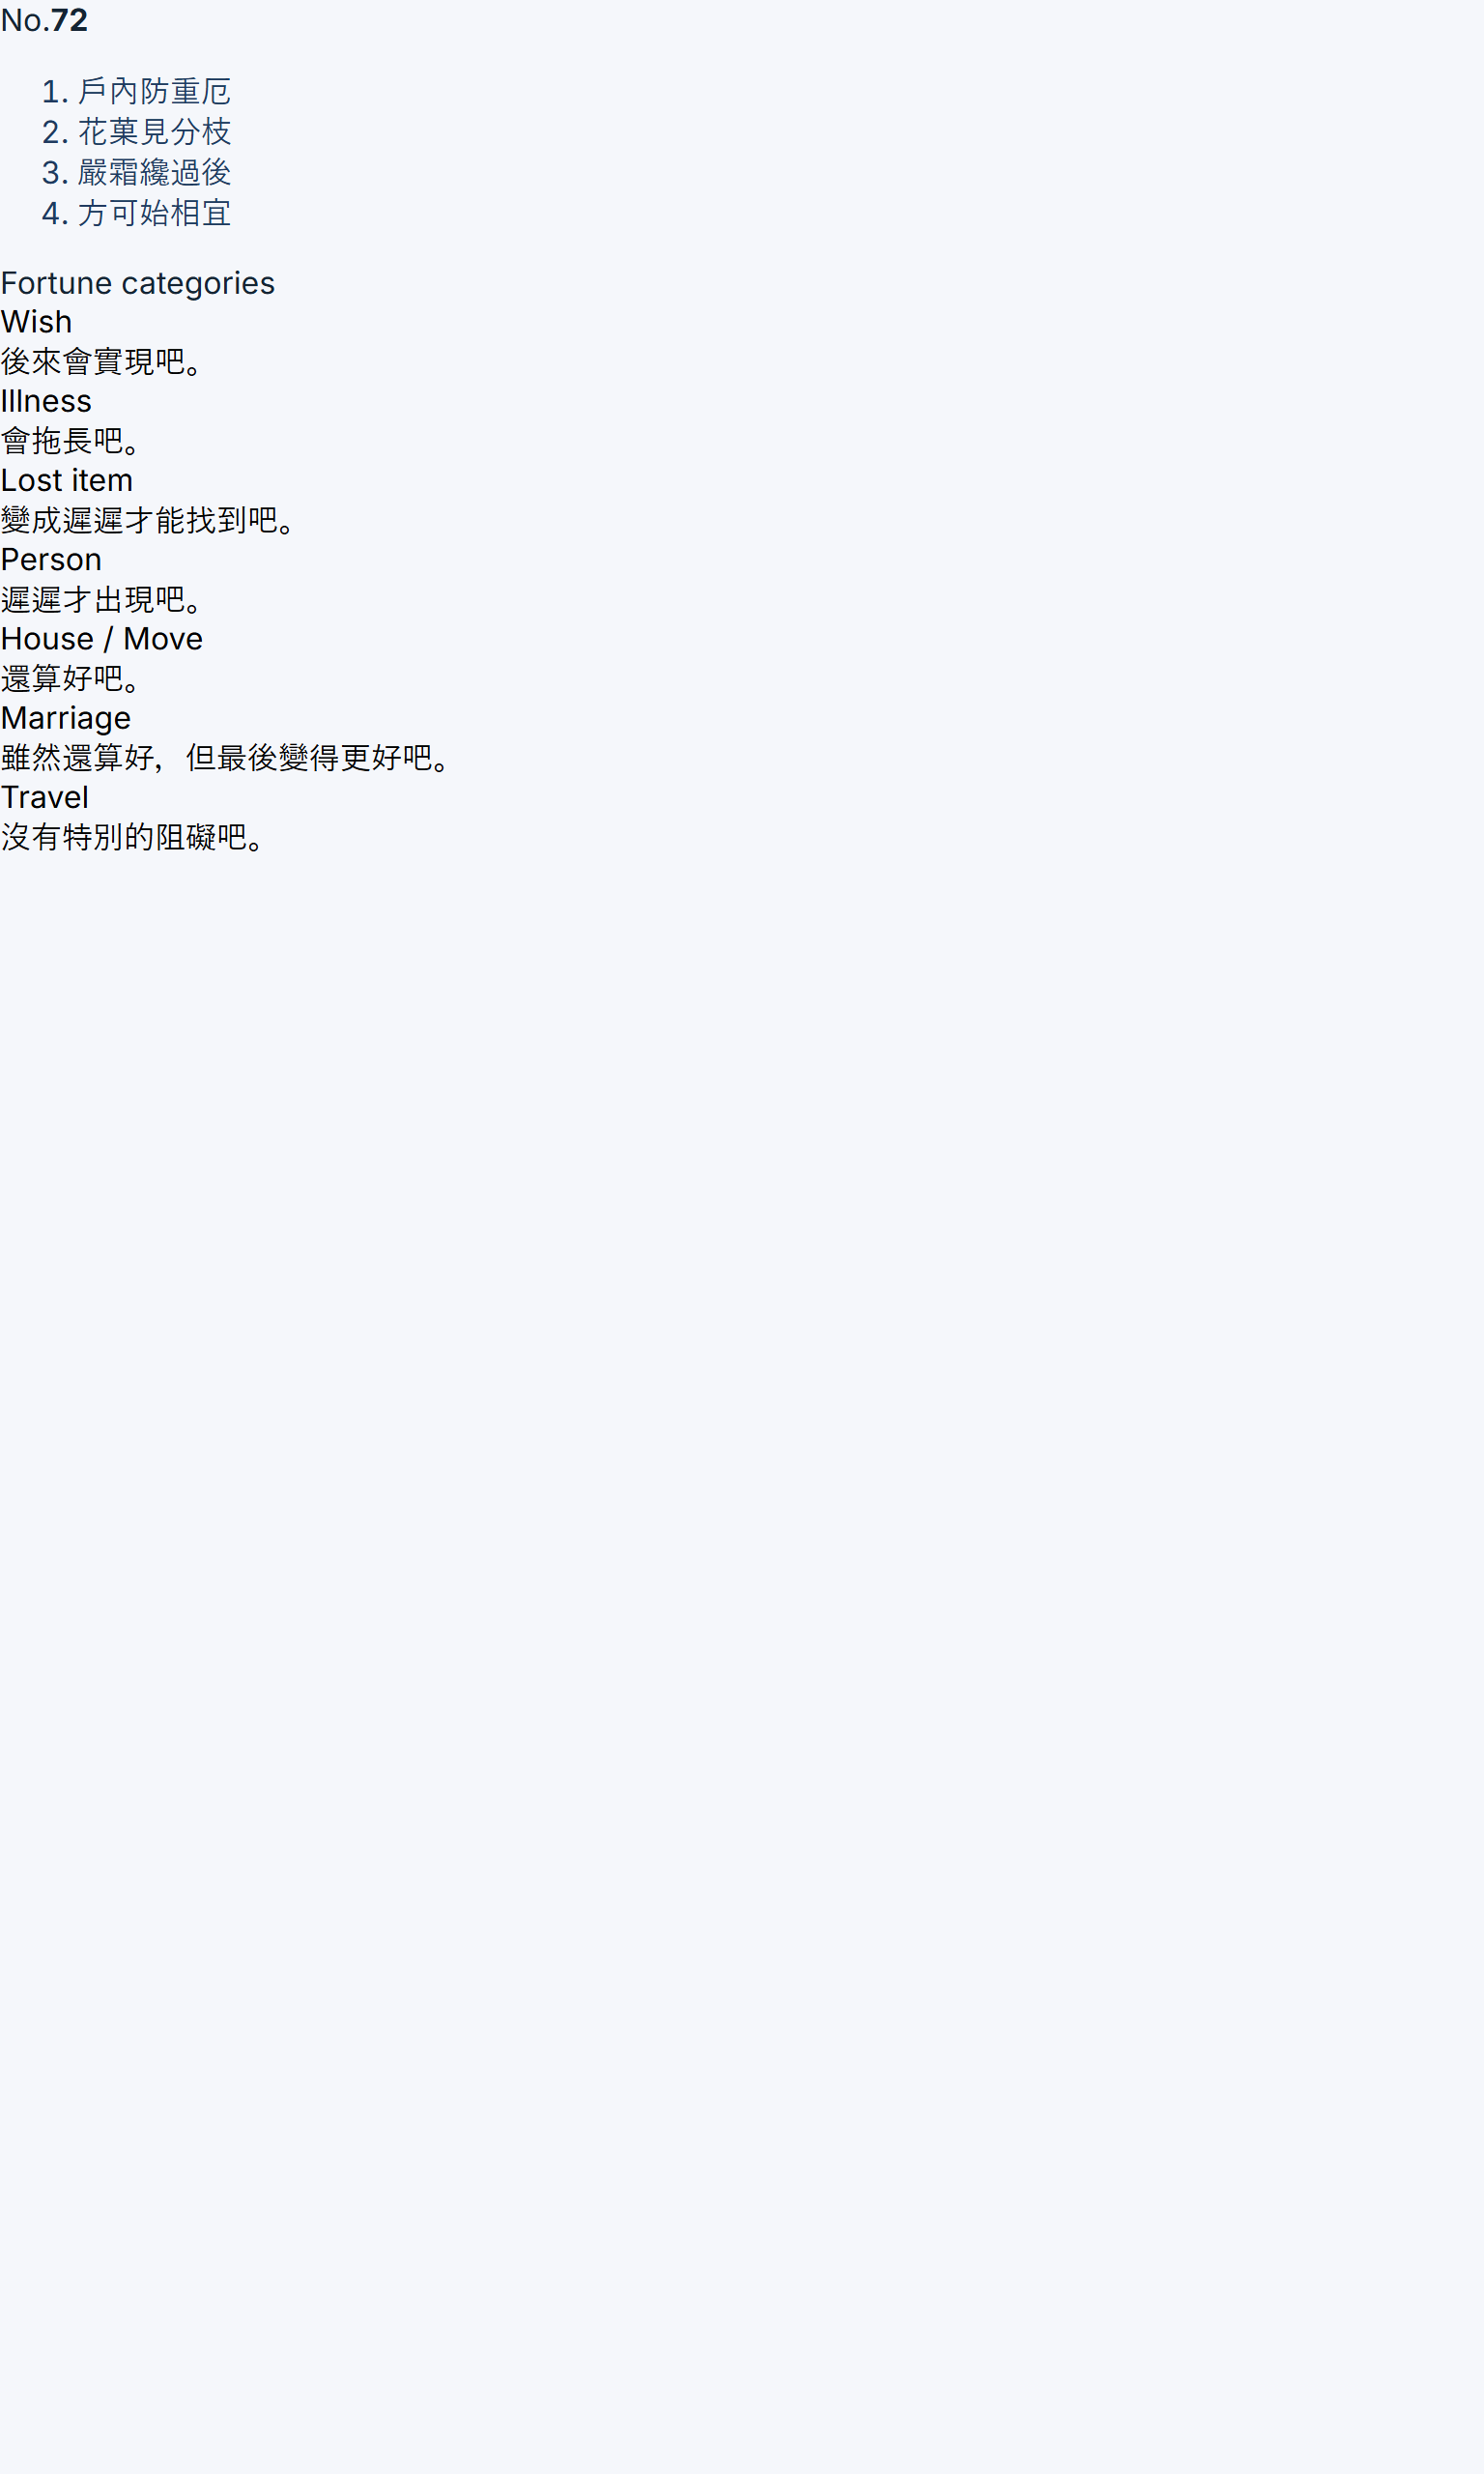 No.72
1. 戶內防重厄
2. 花菓見分枝
3. 嚴霜纔過後
4. 方可始相宜
Fortune categories
Wish
後來會實現吧。
Illness
會拖長吧。
Lost item
變成遲遲才能找到吧。
Person
遲遲才出現吧。
House / Move
還算好吧。
Marriage
雖然還算好，但最後變得更好吧。
Travel
沒有特別的阻礙吧。